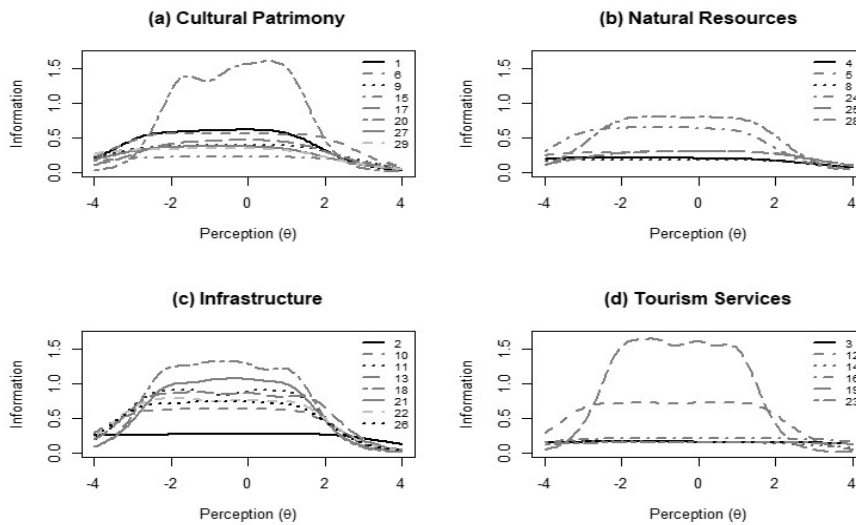 (a) Cultural Patrimony
Information
0.0 0.5 1.0 1.5
1
6
9
15
17
20
27
29
-4 -2 0 2 4
Perception (θ)
(b) Natural Resources
Information
0.0 0.5 1.0 1.5
4
5
8
24
25
28
-4 -2 0 2 4
Perception (θ)
(c) Infrastructure
Information
0.0 0.5 1.0 1.5
2
10
11
13
18
21
22
26
-4 -2 0 2 4
Perception (θ)
(d) Tourism Services
Information
0.0 0.5 1.0 1.5
3
12
14
16
19
23
-4 -2 0 2 4
Perception (θ)